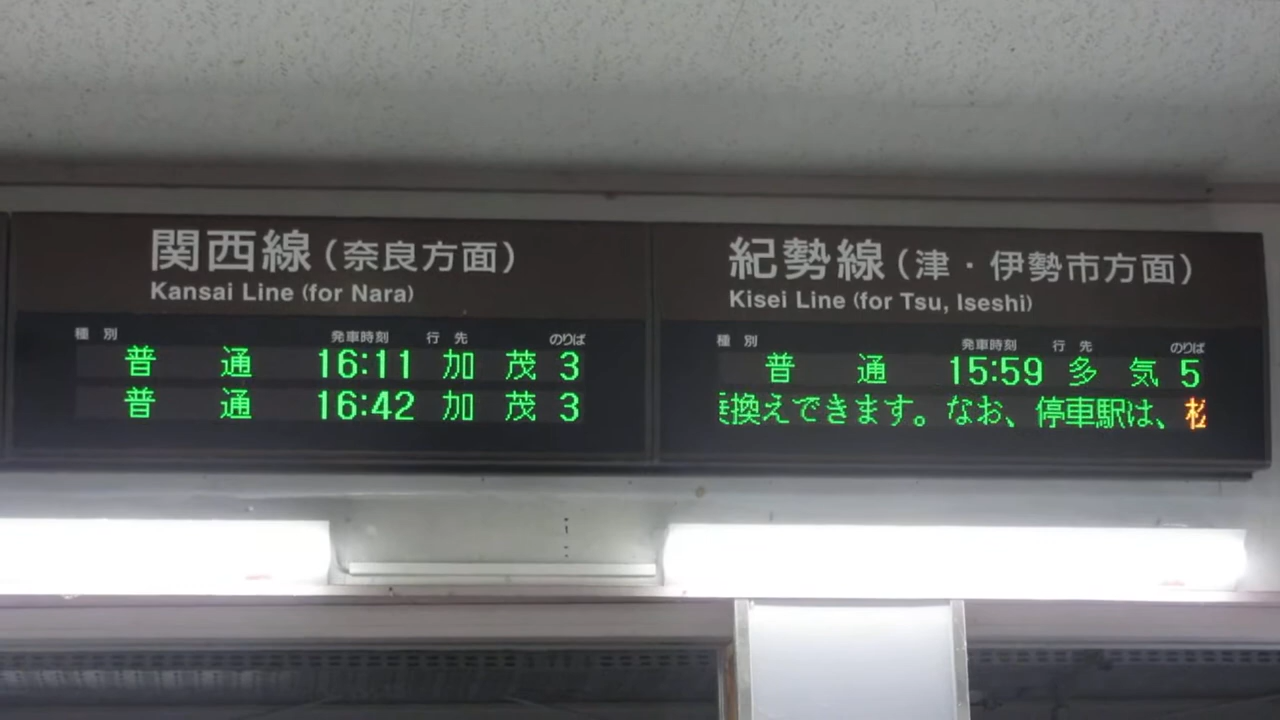 関西線（奈良方面）
Kansai Line (for Nara)
種別 発車時刻 行先 のりば
普通 16:11 加茂 3
普通 16:42 加茂 3
紀勢線（津・伊勢市方面）
Kisei Line (for Tsu, Iseshi)
種別 発車時刻 行先 のりば
普通 15:59 多気 5
換えできます。なお、停車駅は、